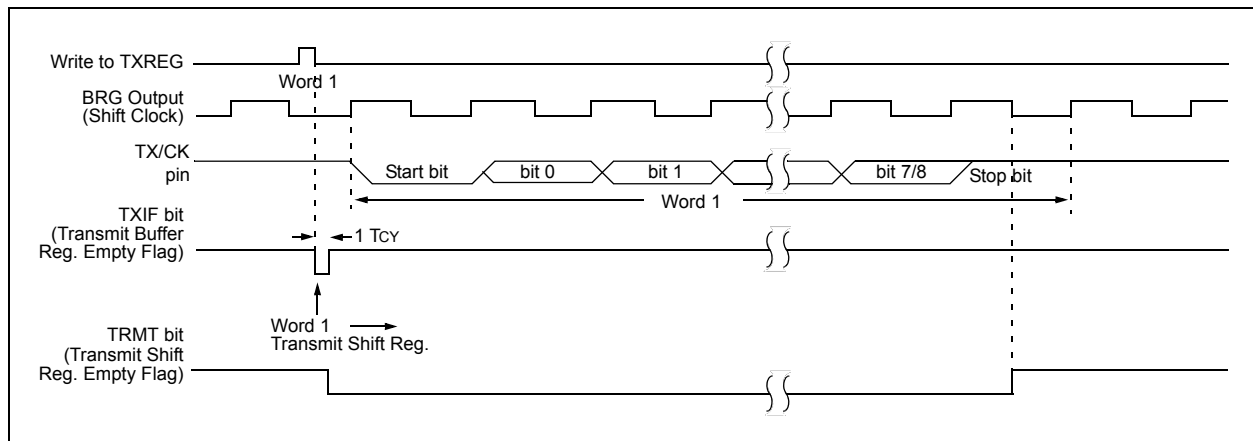 Write to TXREG
Word 1
BRG Output
(Shift Clock)
TX/CK
pin
Start bit
bit 0
bit 1
bit 7/8
Stop bit
Word 1
TXIF bit
(Transmit Buffer
Reg. Empty Flag)
1 TCY
Word 1
Transmit Shift Reg.
TRMT bit
(Transmit Shift
Reg. Empty Flag)